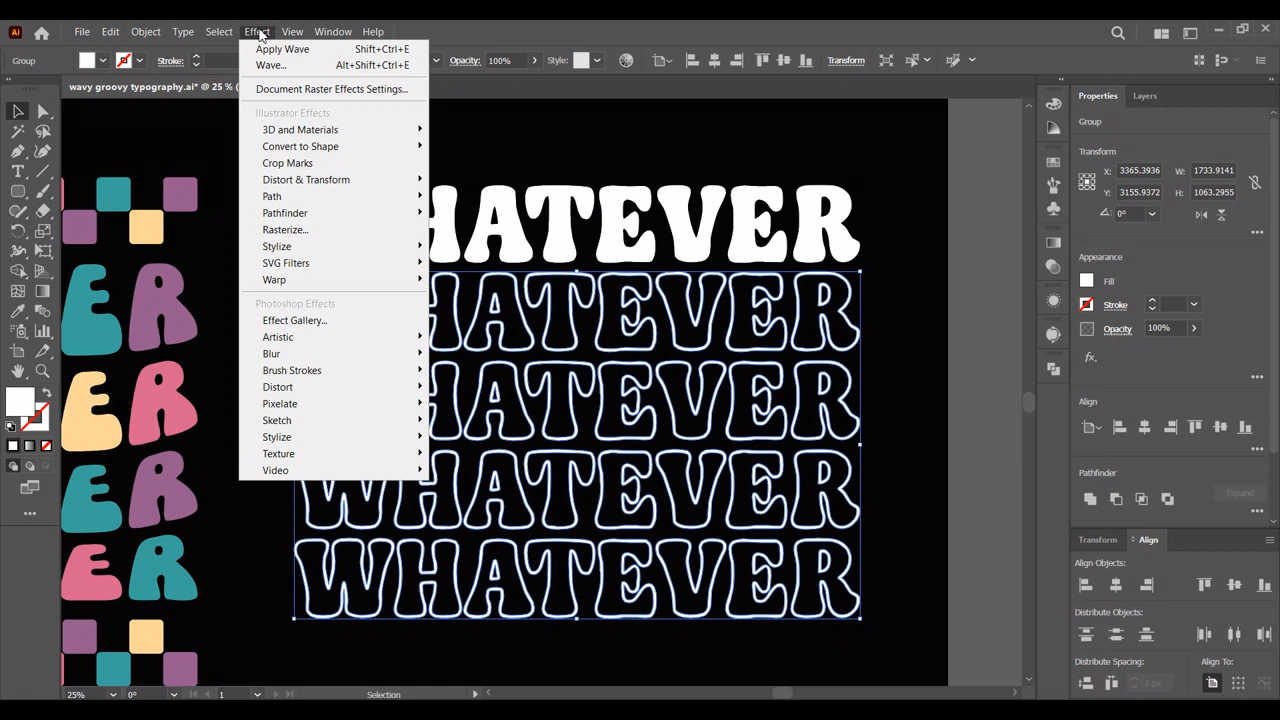 Ai File Edit Object Type Select Effect View Window Help
Group Stroke: Opacity: 100% Style: Transform
wavy groovy typography.ai* @ 25 % (
Apply Wave Shift+Ctrl+E
Wave... Alt+Shift+Ctrl+E
Document Raster Effects Settings...
Illustrator Effects
3D and Materials
Convert to Shape
Crop Marks
Distort & Transform
Path
Pathfinder
Rasterize...
Stylize
SVG Filters
Warp
Photoshop Effects
Effect Gallery...
Artistic
Blur
Brush Strokes
Distort
Pixelate
Sketch
Stylize
Texture
Video
HATEVER
HATEVER
HATEVER
WHATEVER
WHATEVER
E R
E R
E R
E R
Properties Layers
Group
Transform
X: 3365.3936 W: 1733.9141
Y: 3155.9372 H: 1063.2955
0°
Appearance
Fill
Stroke
Opacity 100%
fx.
Align
Pathfinder
Expand
Transform Align
Align Objects:
Distribute Objects:
Distribute Spacing: Align To:
0 px
25% 0° 1 Selection